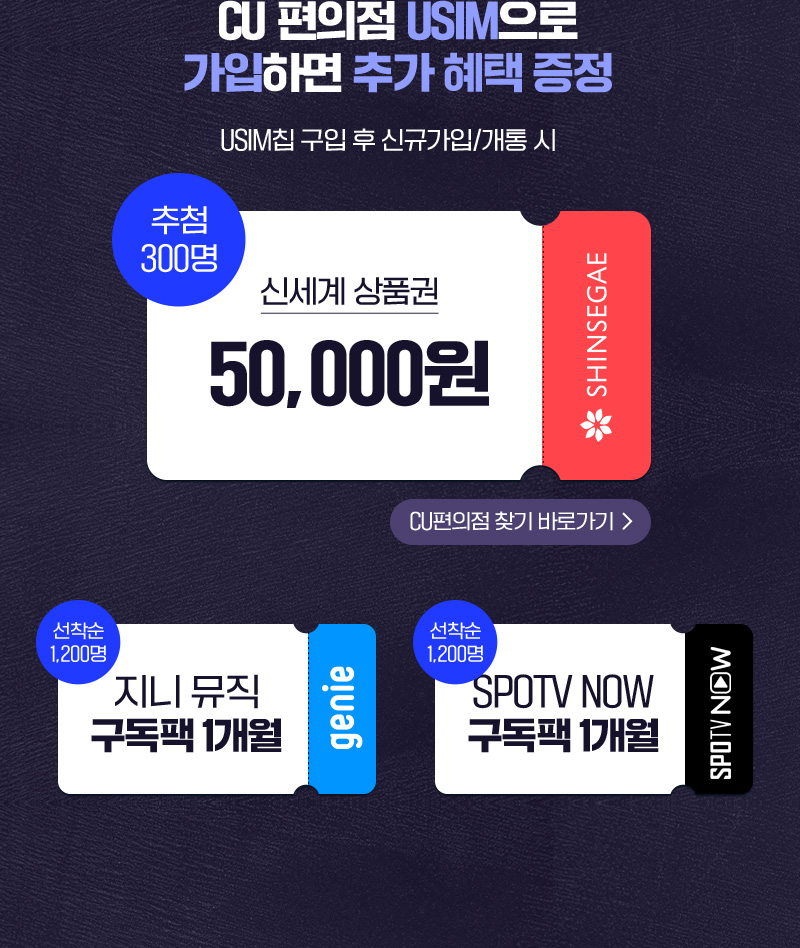 CU 편의점 USIM으로
가입하면 추가 혜택 증정
USIM칩 구입 후 신규가입/개통 시
추첨
300명
신세계 상품권
50,000원
SHINSEGAE
CU편의점 찾기 바로가기 >
선착순
1,200명
지니 뮤직
구독팩 1개월
genie
선착순
1,200명
SPOTV NOW
구독팩 1개월
SPOTV NOW